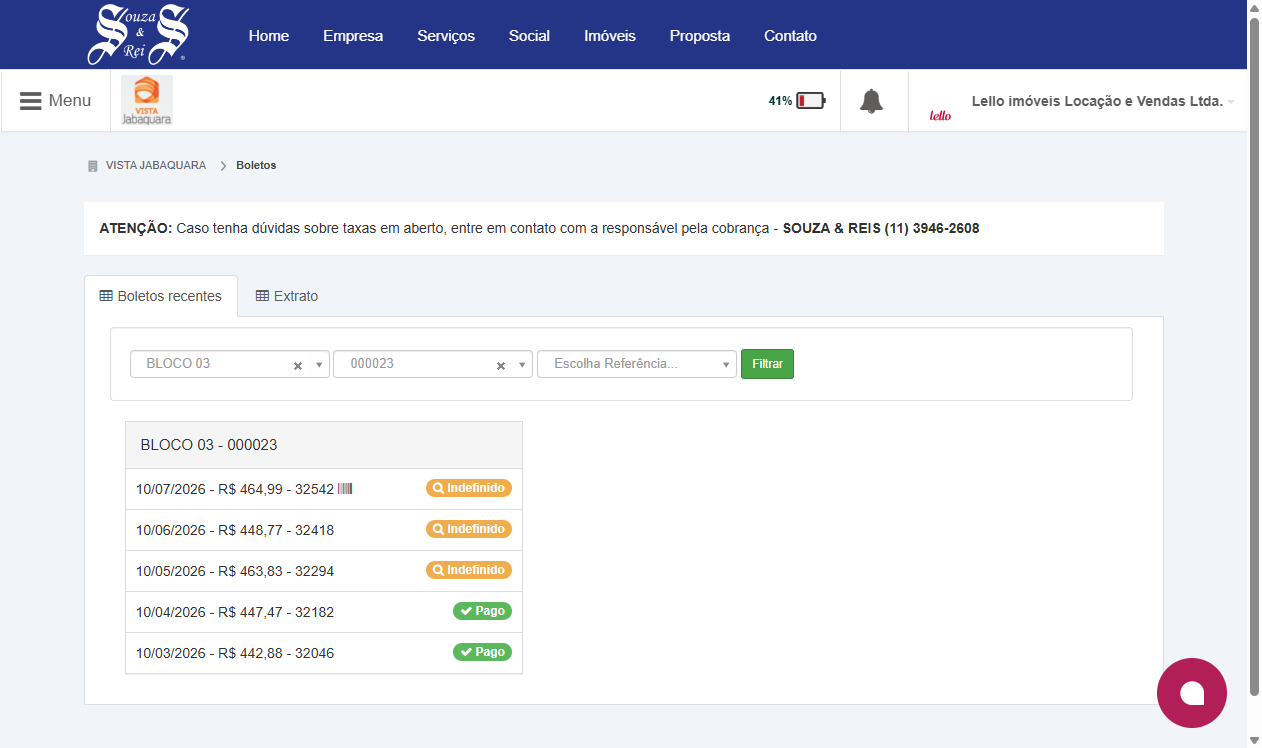 Souza
&
Reis
Home Empresa Serviços Social Imóveis Proposta Contato
Menu
VISTA
Jabaquara
41%
lello
Lello imóveis Locação e Vendas Ltda.
VISTA JABAQUARA > Boletos
ATENÇÃO: Caso tenha dúvidas sobre taxas em aberto, entre em contato com a responsável pela cobrança - SOUZA & REIS (11) 3946-2608
Boletos recentes Extrato
BLOCO 03 × 000023 × Escolha Referência... Filtrar
BLOCO 03 - 000023
10/07/2026 - R$ 464,99 - 32542 Indefinido
10/06/2026 - R$ 448,77 - 32418 Indefinido
10/05/2026 - R$ 463,83 - 32294 Indefinido
10/04/2026 - R$ 447,47 - 32182 Pago
10/03/2026 - R$ 442,88 - 32046 Pago